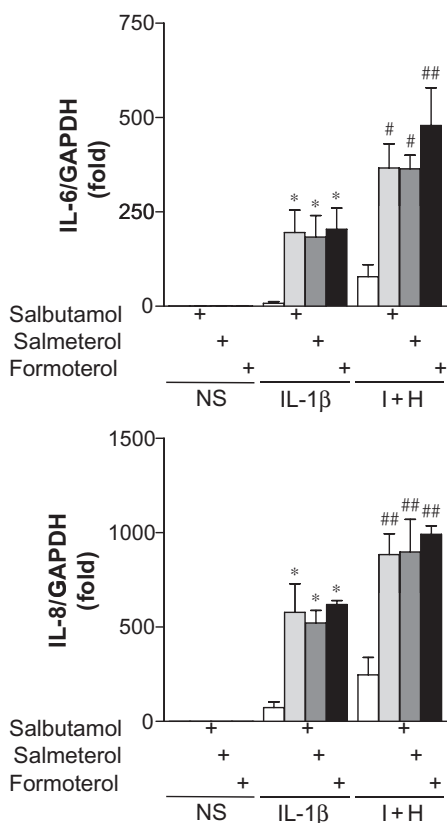 750
500
250
0
IL-6/GAPDH
(fold)
* * *
# # ##
Salbutamol + + +
Salmeterol + + +
Formoterol + + +
NS IL-1β I + H
1500
1000
500
0
IL-8/GAPDH
(fold)
* * *
## ## ##
Salbutamol + + +
Salmeterol + + +
Formoterol + + +
NS IL-1β I + H